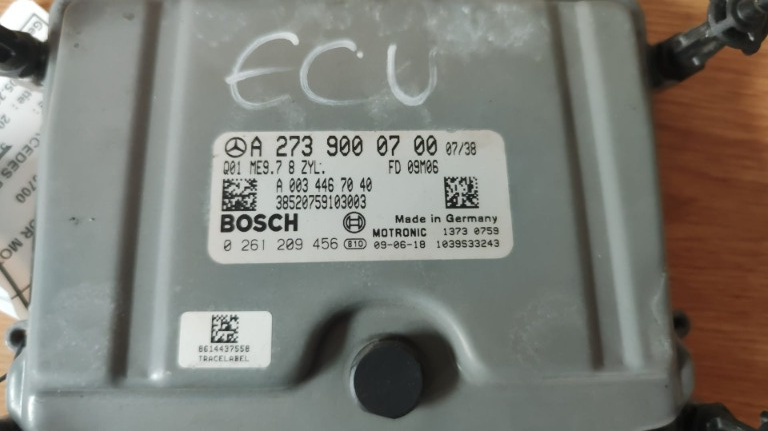 ECU
A 273 900 07 00 07/38
Q01 ME9.7 8 ZYL. FD 09M06
A 003 446 70 40
38520759103003
BOSCH
Made in Germany
MOTRONIC 1373 0759
0 261 209 456 810 09-06-18 1039S33243
8614437558
TRACELABEL